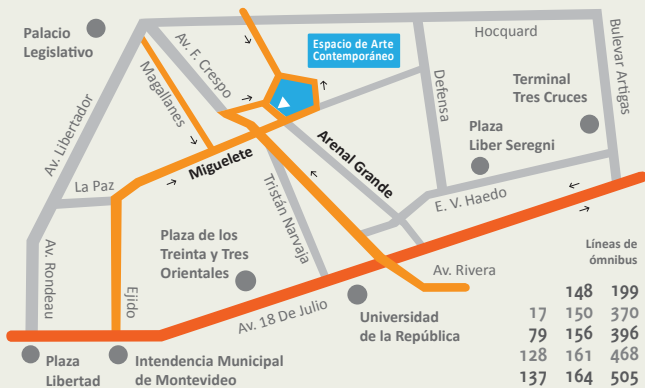 Palacio
Legislativo
Av. F. Crespo
Magallanes
Av. Libertador
Espacio de Arte
Contemporáneo
Hocquard
Bulevar Artigas
Defensa
Terminal
Tres Cruces
Plaza
Liber Seregni
Miguelete
Arenal Grande
La Paz
Tristán Narvaja
E. V. Haedo
Plaza de los
Treinta y Tres
Orientales
Av. Rondeau
Ejido
Av. Rivera
Av. 18 De Julio
Universidad
de la República
Plaza
Libertad
Intendencia Municipal
de Montevideo
Líneas de
ómnibus
148 199
17 150 370
79 156 396
128 161 468
137 164 505